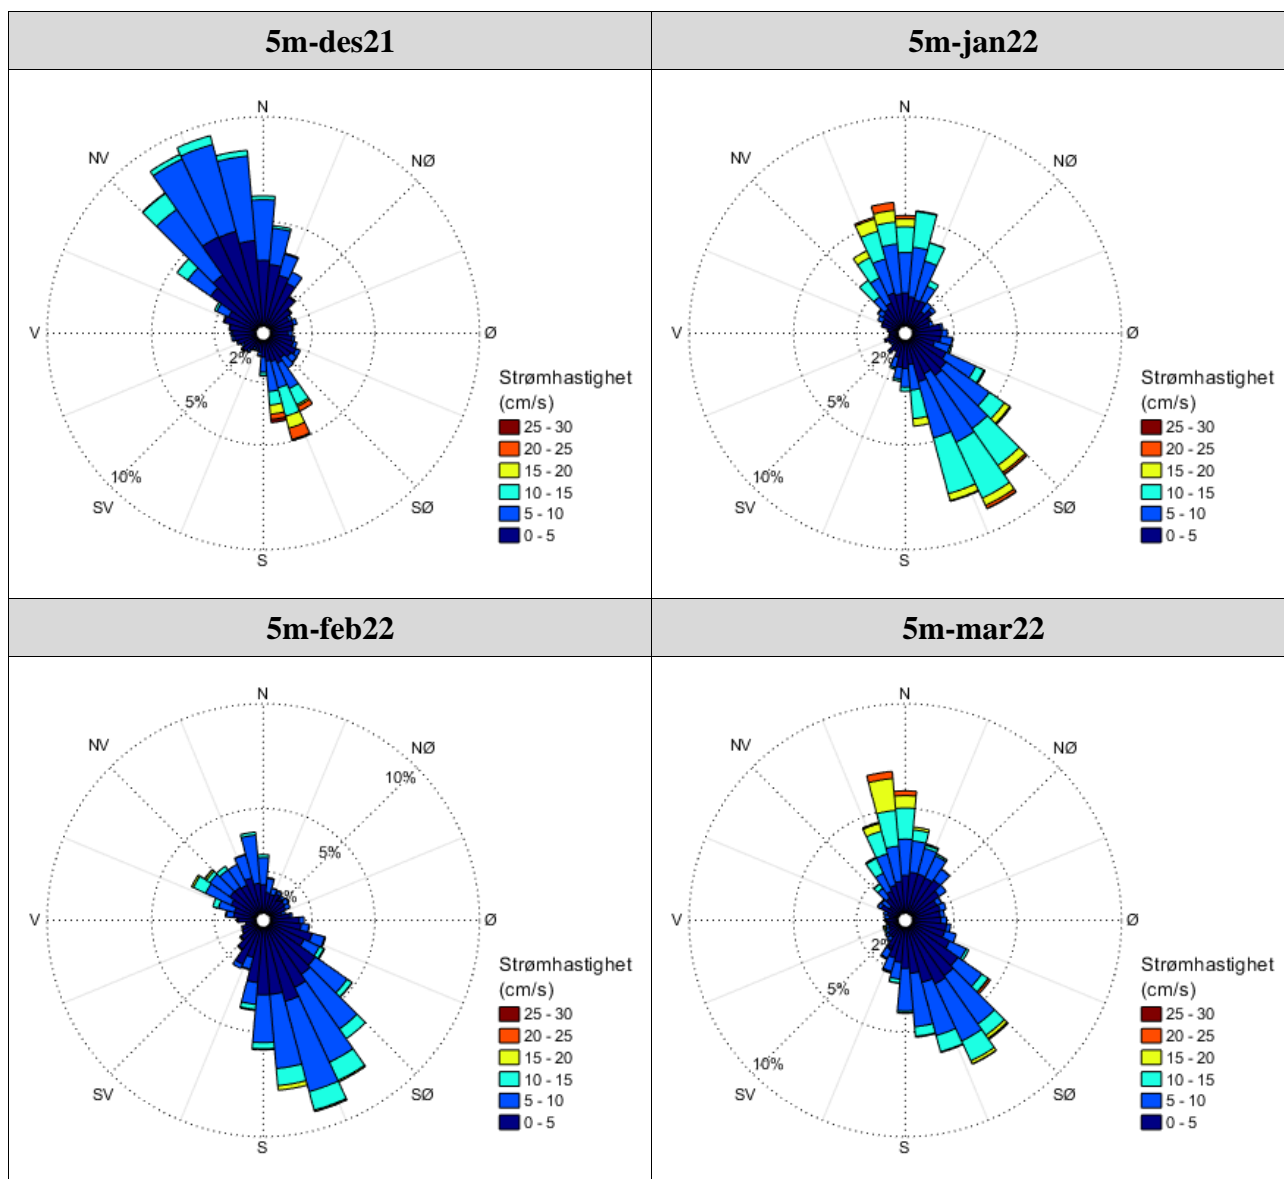 5m-des21
5m-jan22
N
NV
NØ
V
Ø
2%
5%
10%
SV
SØ
S
Strømhastighet
(cm/s)
25 - 30
20 - 25
15 - 20
10 - 15
5 - 10
0 - 5
N
NV
NØ
V
Ø
2%
5%
10%
SV
SØ
S
Strømhastighet
(cm/s)
25 - 30
20 - 25
15 - 20
10 - 15
5 - 10
0 - 5
5m-feb22
5m-mar22
N
NV
NØ
10%
5%
V
Ø
SV
SØ
S
Strømhastighet
(cm/s)
25 - 30
20 - 25
15 - 20
10 - 15
5 - 10
0 - 5
N
NV
NØ
V
Ø
5%
10%
SV
SØ
S
Strømhastighet
(cm/s)
25 - 30
20 - 25
15 - 20
10 - 15
5 - 10
0 - 5